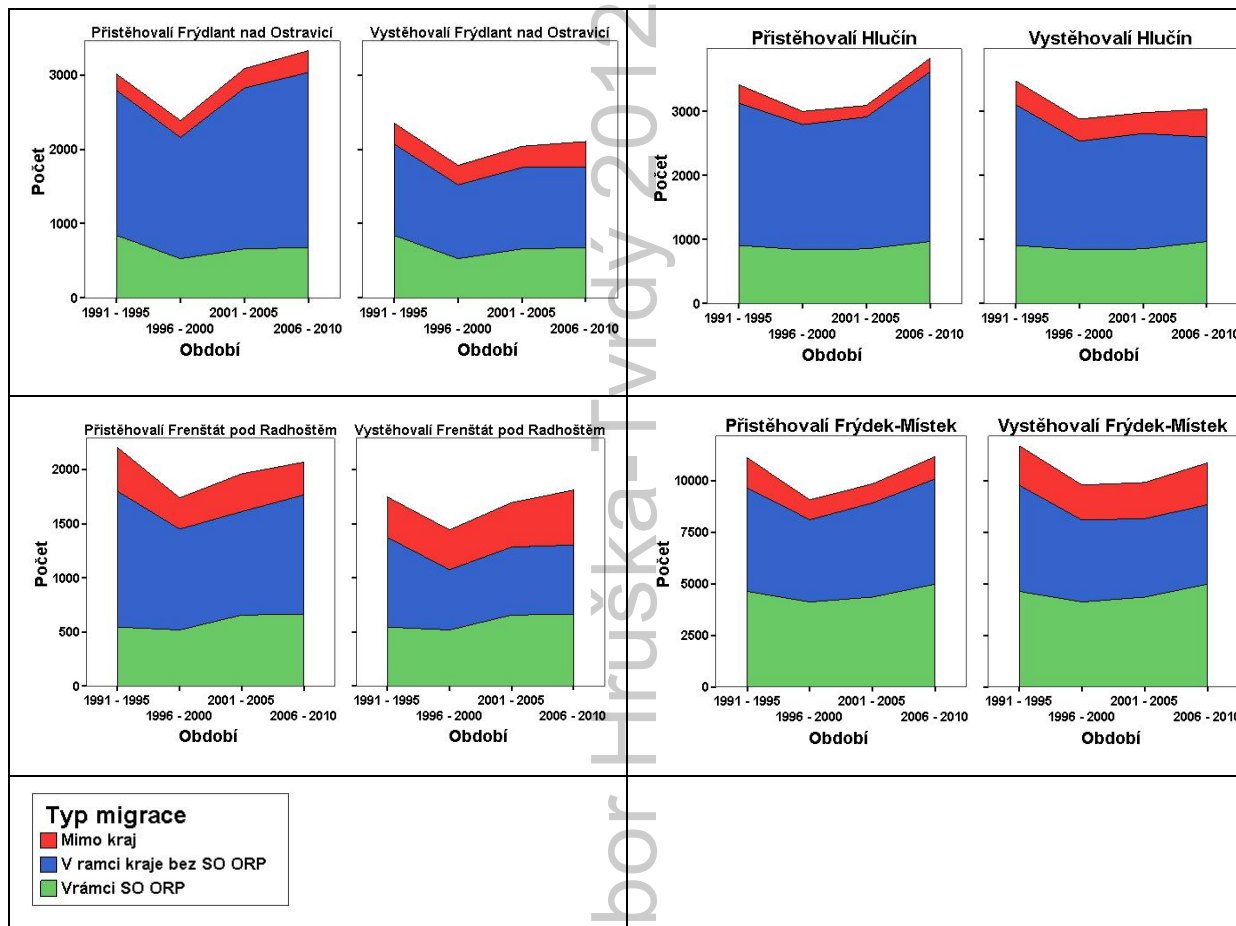 Přistěhovalí Frýdlant nad Ostravicí
Vystěhovalí Frýdlant nad Ostravicí
Počet
3000
2000
1000
0
1991 - 1995
1996 - 2000
2001 - 2005
2006 - 2010
Období
1991 - 1995
1996 - 2000
2001 - 2005
2006 - 2010
Období
Přistěhovalí Hlučín
Vystěhovalí Hlučín
Počet
3000
2000
1000
0
1991 - 1995
1996 - 2000
2001 - 2005
2006 - 2010
Období
1991 - 1995
1996 - 2000
2001 - 2005
2006 - 2010
Období
Přistěhovalí Frenštát pod Radhoštěm
Vystěhovalí Frenštát pod Radhoštěm
Počet
2000
1500
1000
500
0
1991 - 1995
1996 - 2000
2001 - 2005
2006 - 2010
Období
1991 - 1995
1996 - 2000
2001 - 2005
2006 - 2010
Období
Přistěhovalí Frýdek-Místek
Vystěhovalí Frýdek-Místek
Počet
10000
7500
5000
2500
0
1991 - 1995
1996 - 2000
2001 - 2005
2006 - 2010
Období
1991 - 1995
1996 - 2000
2001 - 2005
2006 - 2010
Období
Typ migrace
Mimo kraj
V ramci kraje bez SO ORP
Vrámci SO ORP
bor Hruška-Tvrdý 2012